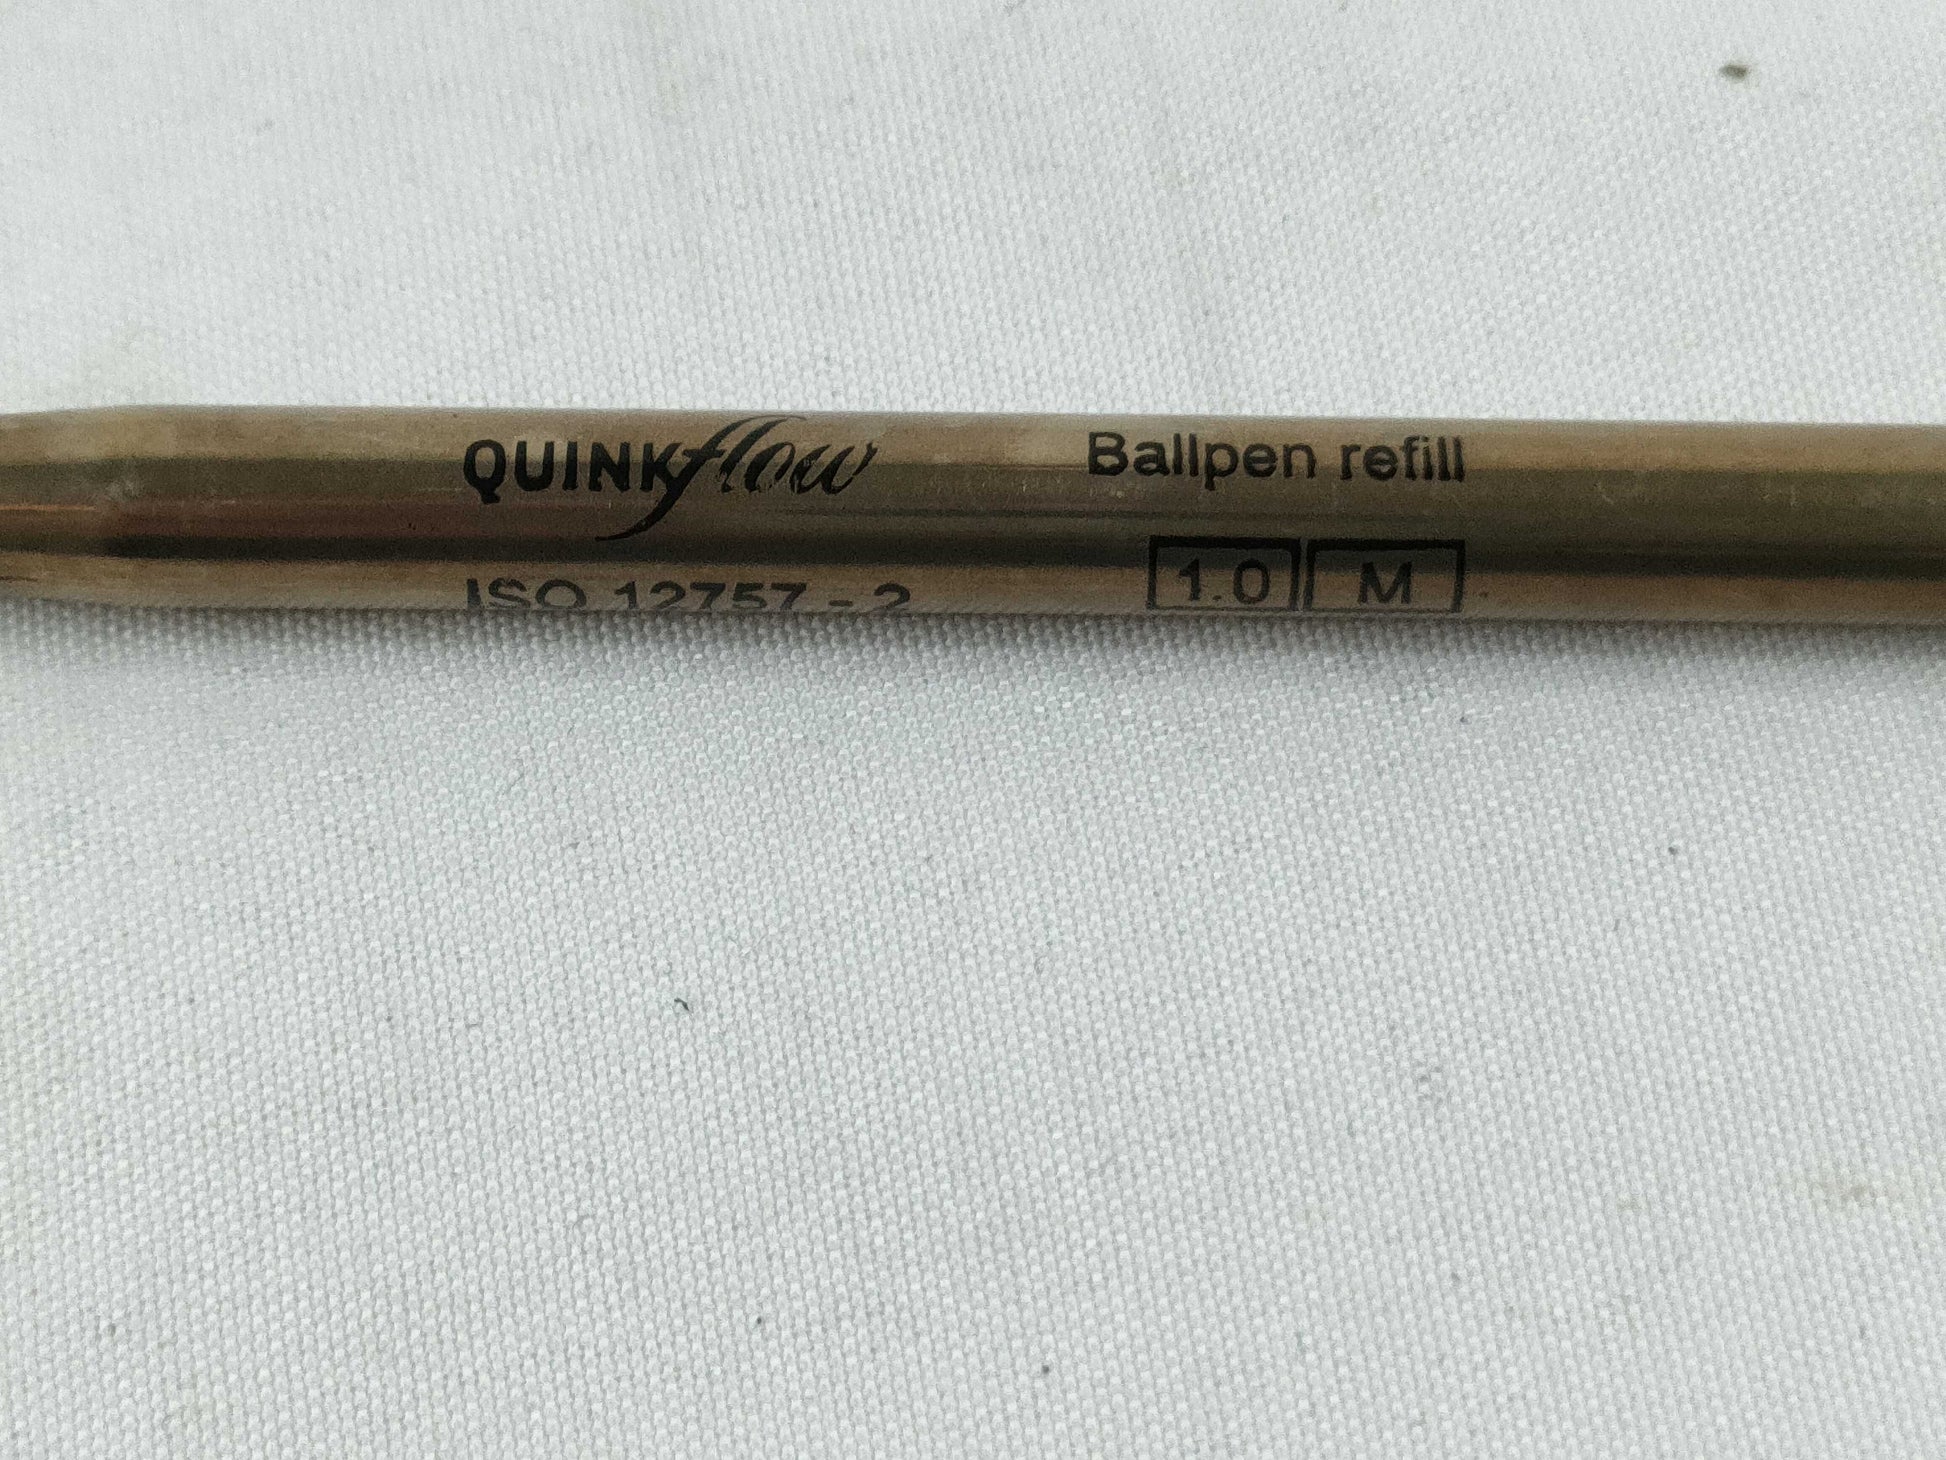 QUINKflow Ballpen refill
ISO 12757 - 2 1.0 M